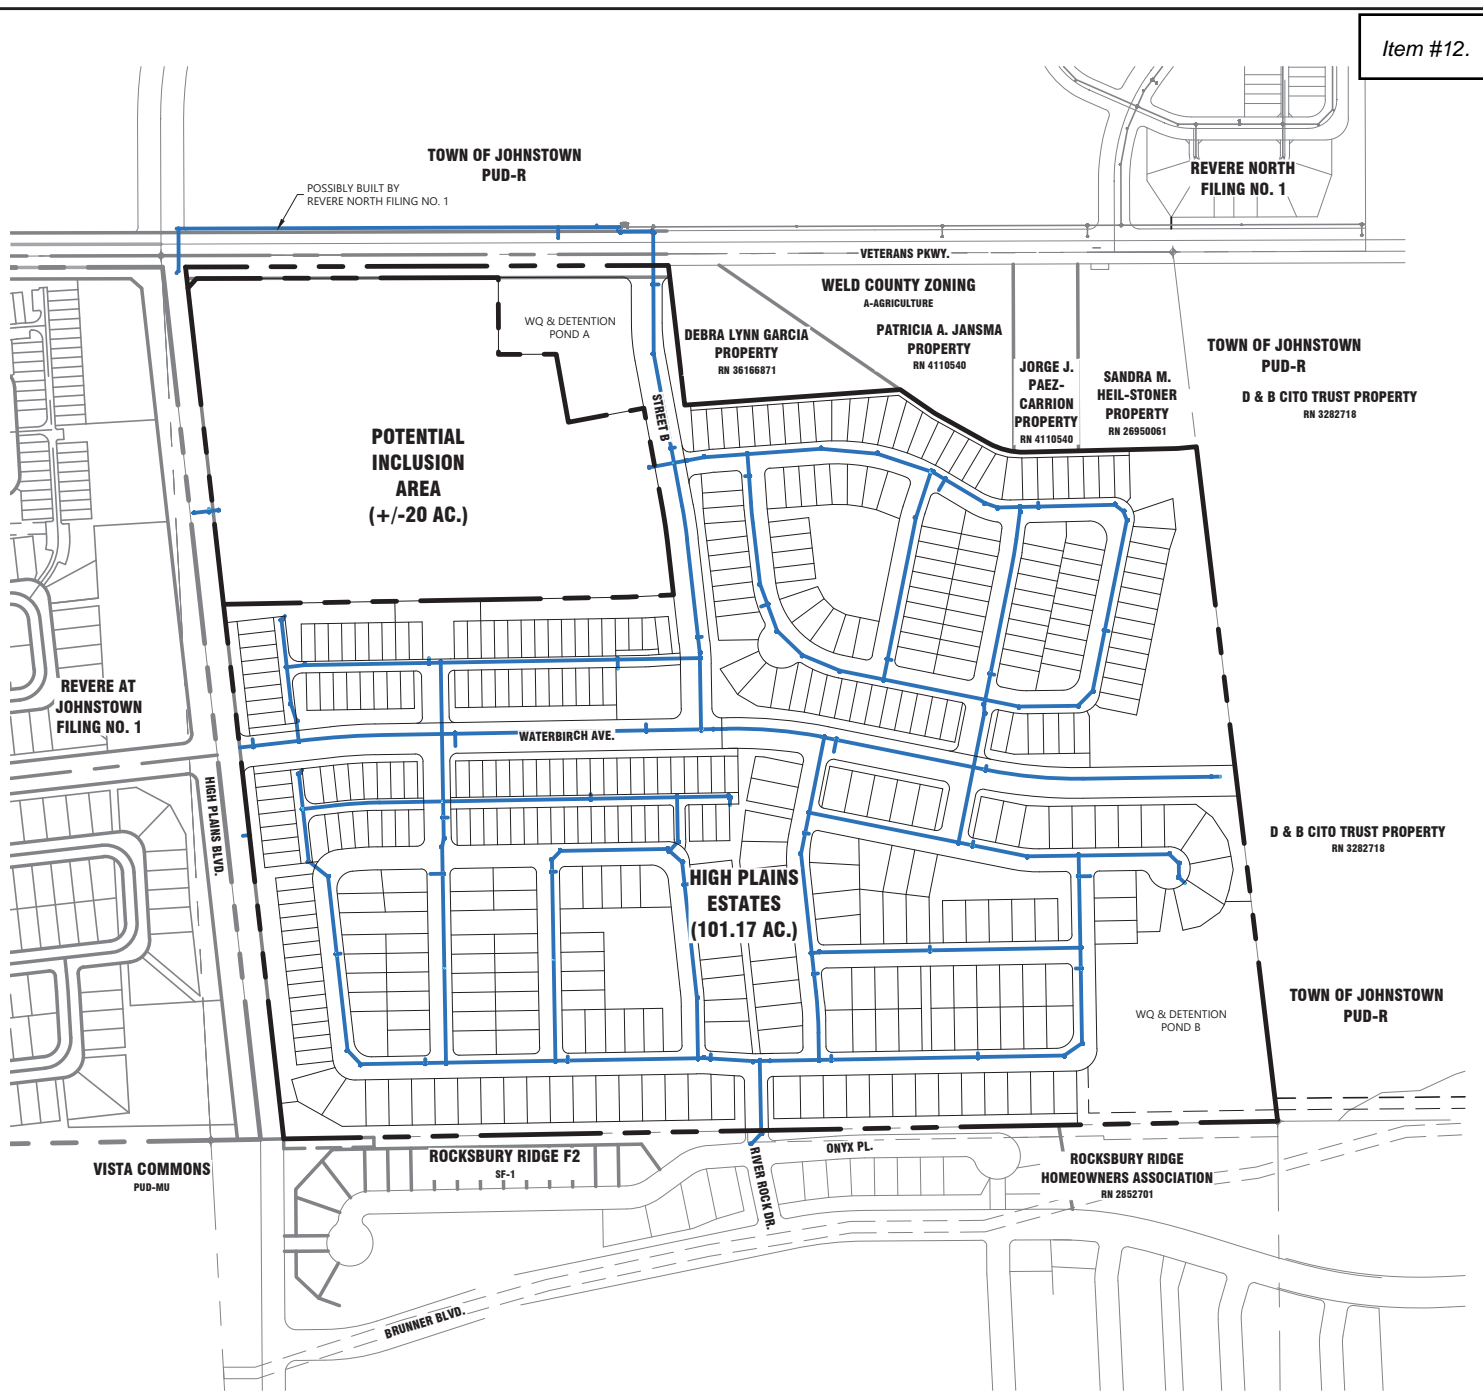 Item #12.
TOWN OF JOHNSTOWN
PUD-R
REVERE NORTH
FILING NO. 1
POSSIBLY BUILT BY
REVERE NORTH FILING NO. 1
VETERANS PKWY.
WELD COUNTY ZONING
A-AGRICULTURE
WQ & DETENTION
POND A
DEBRA LYNN GARCIA
PROPERTY
RN 36166871
PATRICIA A. JANSMA
PROPERTY
RN 4110540
JORGE J.
PAEZ-
CARRION
PROPERTY
RN 4110540
SANDRA M.
HEIL-STONER
PROPERTY
RN 26950061
TOWN OF JOHNSTOWN
PUD-R
D & B CITO TRUST PROPERTY
RN 3282718
STREET B
POTENTIAL
INCLUSION
AREA
(+/-20 AC.)
REVERE AT
JOHNSTOWN
FILING NO. 1
WATERBIRCH AVE.
HIGH PLAINS BLVD.
D & B CITO TRUST PROPERTY
RN 3282718
HIGH PLAINS
ESTATES
(101.17 AC.)
WQ & DETENTION
POND B
TOWN OF JOHNSTOWN
PUD-R
VISTA COMMONS
PUD-MU
ROCKSBURY RIDGE F2
SF-1
RIVER ROCK DR.
ONYX PL.
ROCKSBURY RIDGE
HOMEOWNERS ASSOCIATION
RN 2852701
BRUNNER BLVD.